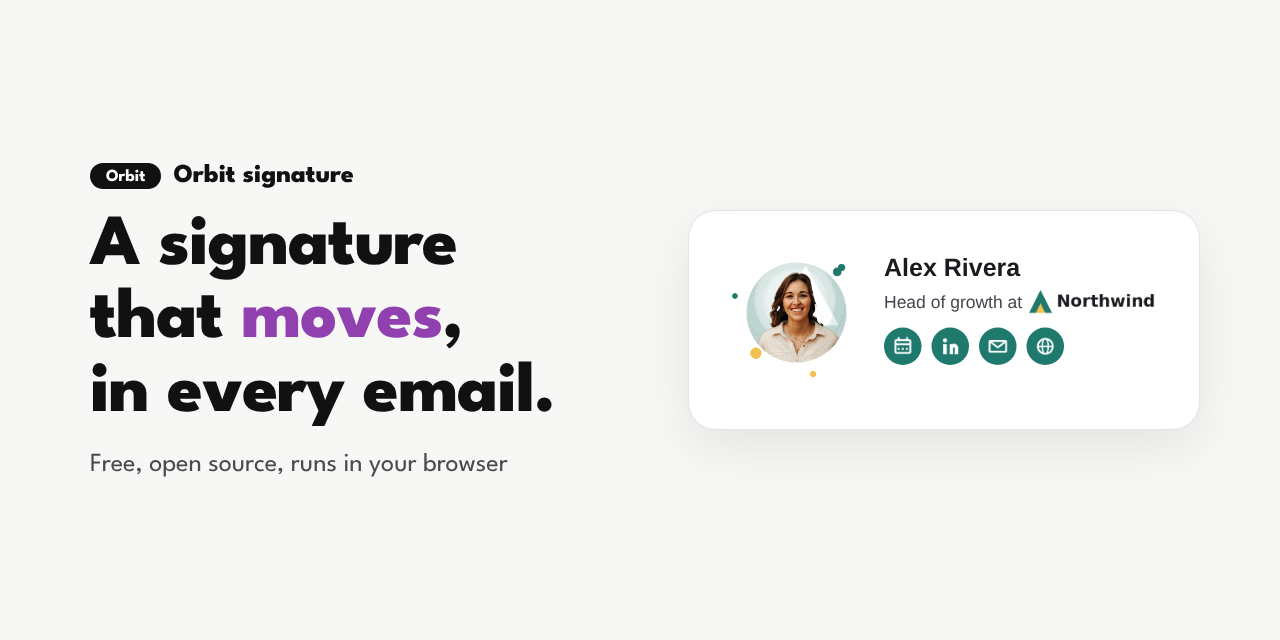 Orbit Orbit signature
A signature
that moves,
in every email.
Free, open source, runs in your browser
Alex Rivera
Head of growth at Northwind
in